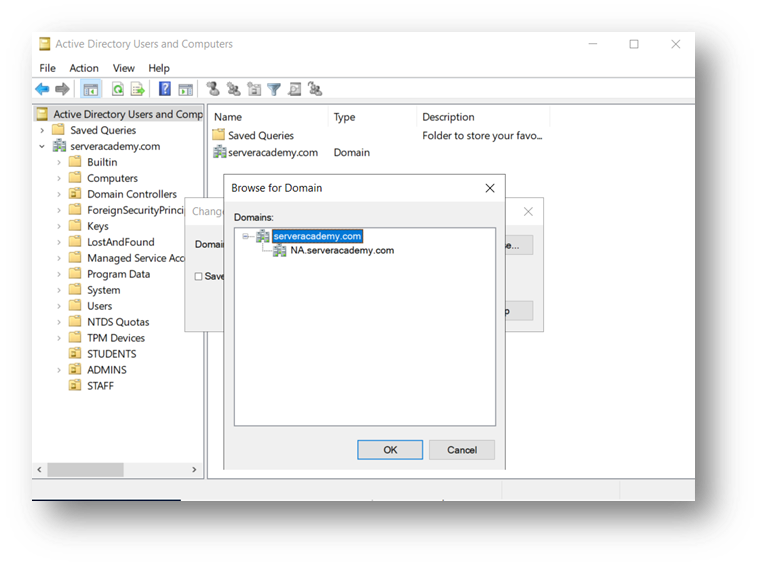 Active Directory Users and Computers
File Action View Help
Active Directory Users and Comp
Saved Queries
serveracademy.com
Builtin
Computers
Domain Controllers
ForeignSecurityPrinci
Keys
LostAndFound
Managed Service Acc
Program Data
System
Users
NTDS Quotas
TPM Devices
STUDENTS
ADMINS
STAFF
Name Type Description
Saved Queries Folder to store your favo...
serveracademy.com Domain
Change
Domai
Save
se...
p
Browse for Domain
Domains:
serveracademy.com
NA.serveracademy.com
OK Cancel